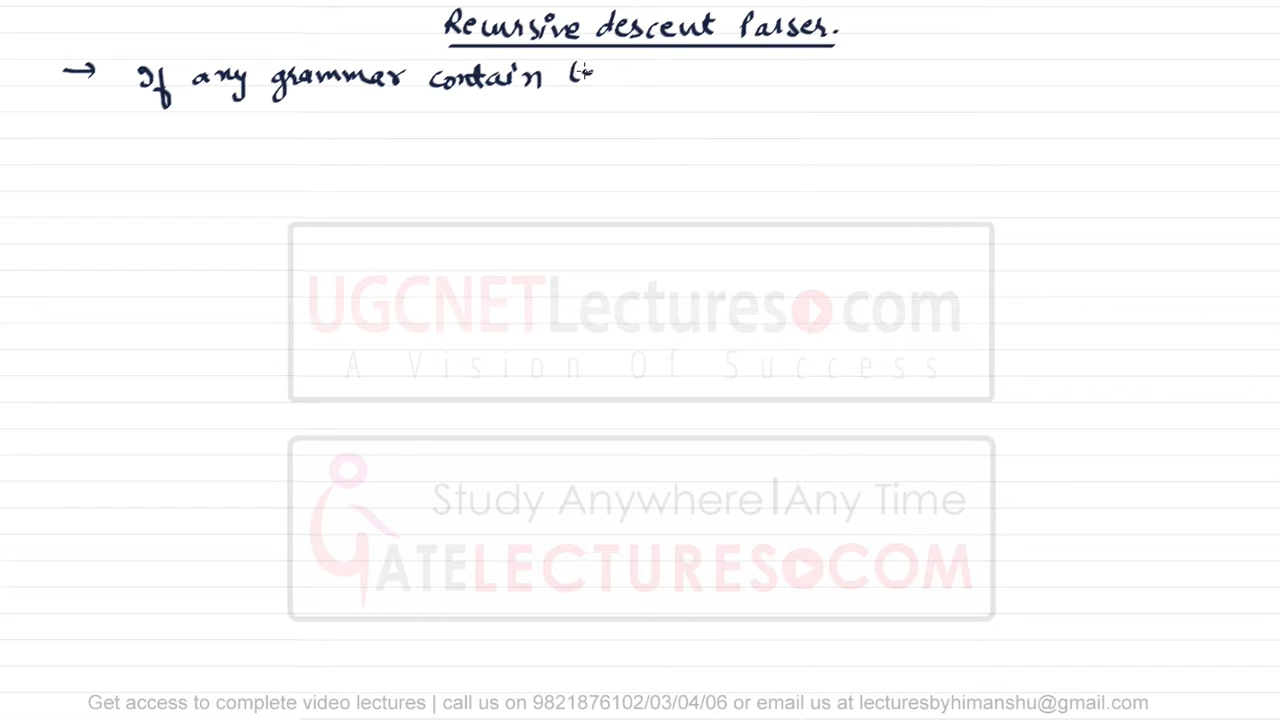 Recursive descent Parser.
→ If any grammar contain
UGCNETLectures.com
A Vision Of Success
Study Anywhere|Any Time
GATELECTURES.COM
Get access to complete video lectures | call us on 9821876102/03/04/06 or email us at lecturesbyhimanshu@gmail.com